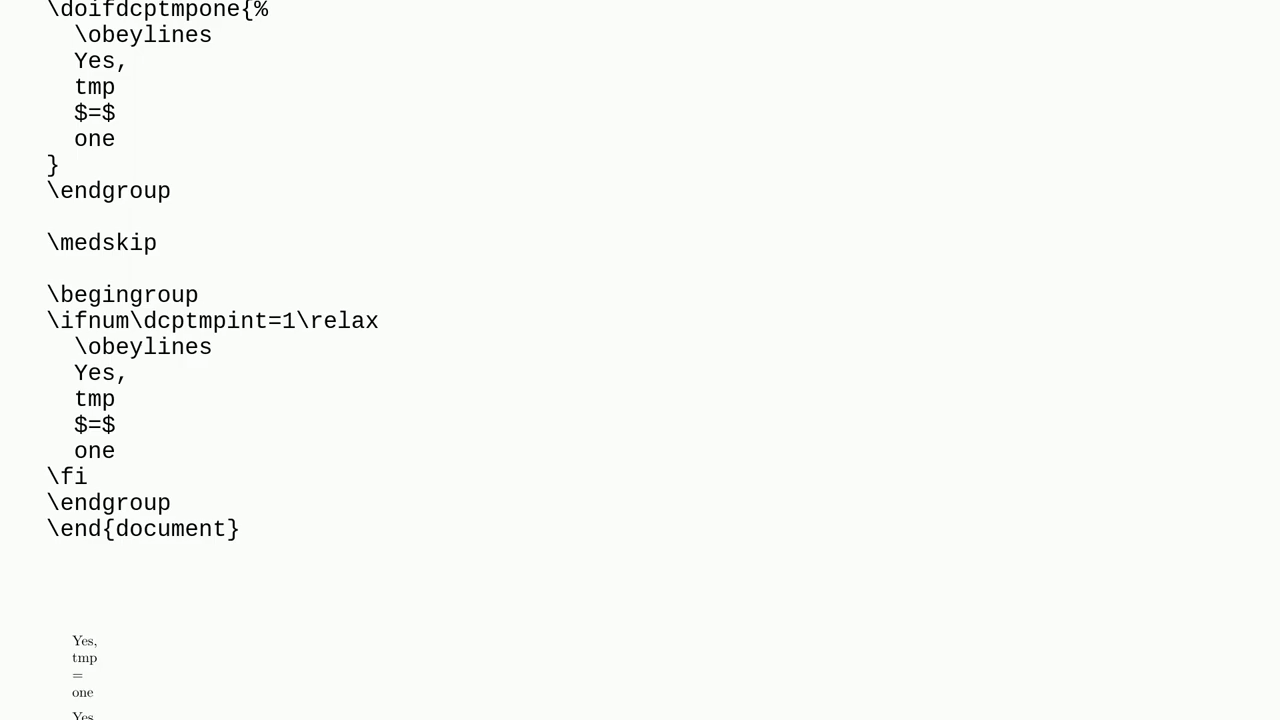 \doifdcptmpone{%
  \obeylines
  Yes,
  tmp
  $=$
  one
}
\endgroup

\medskip

\begingroup
\ifnum\dcptmpint=1\relax
  \obeylines
  Yes,
  tmp
  $=$
  one
\fi
\endgroup
\end{document}

Yes,
tmp
=
one
Yes,